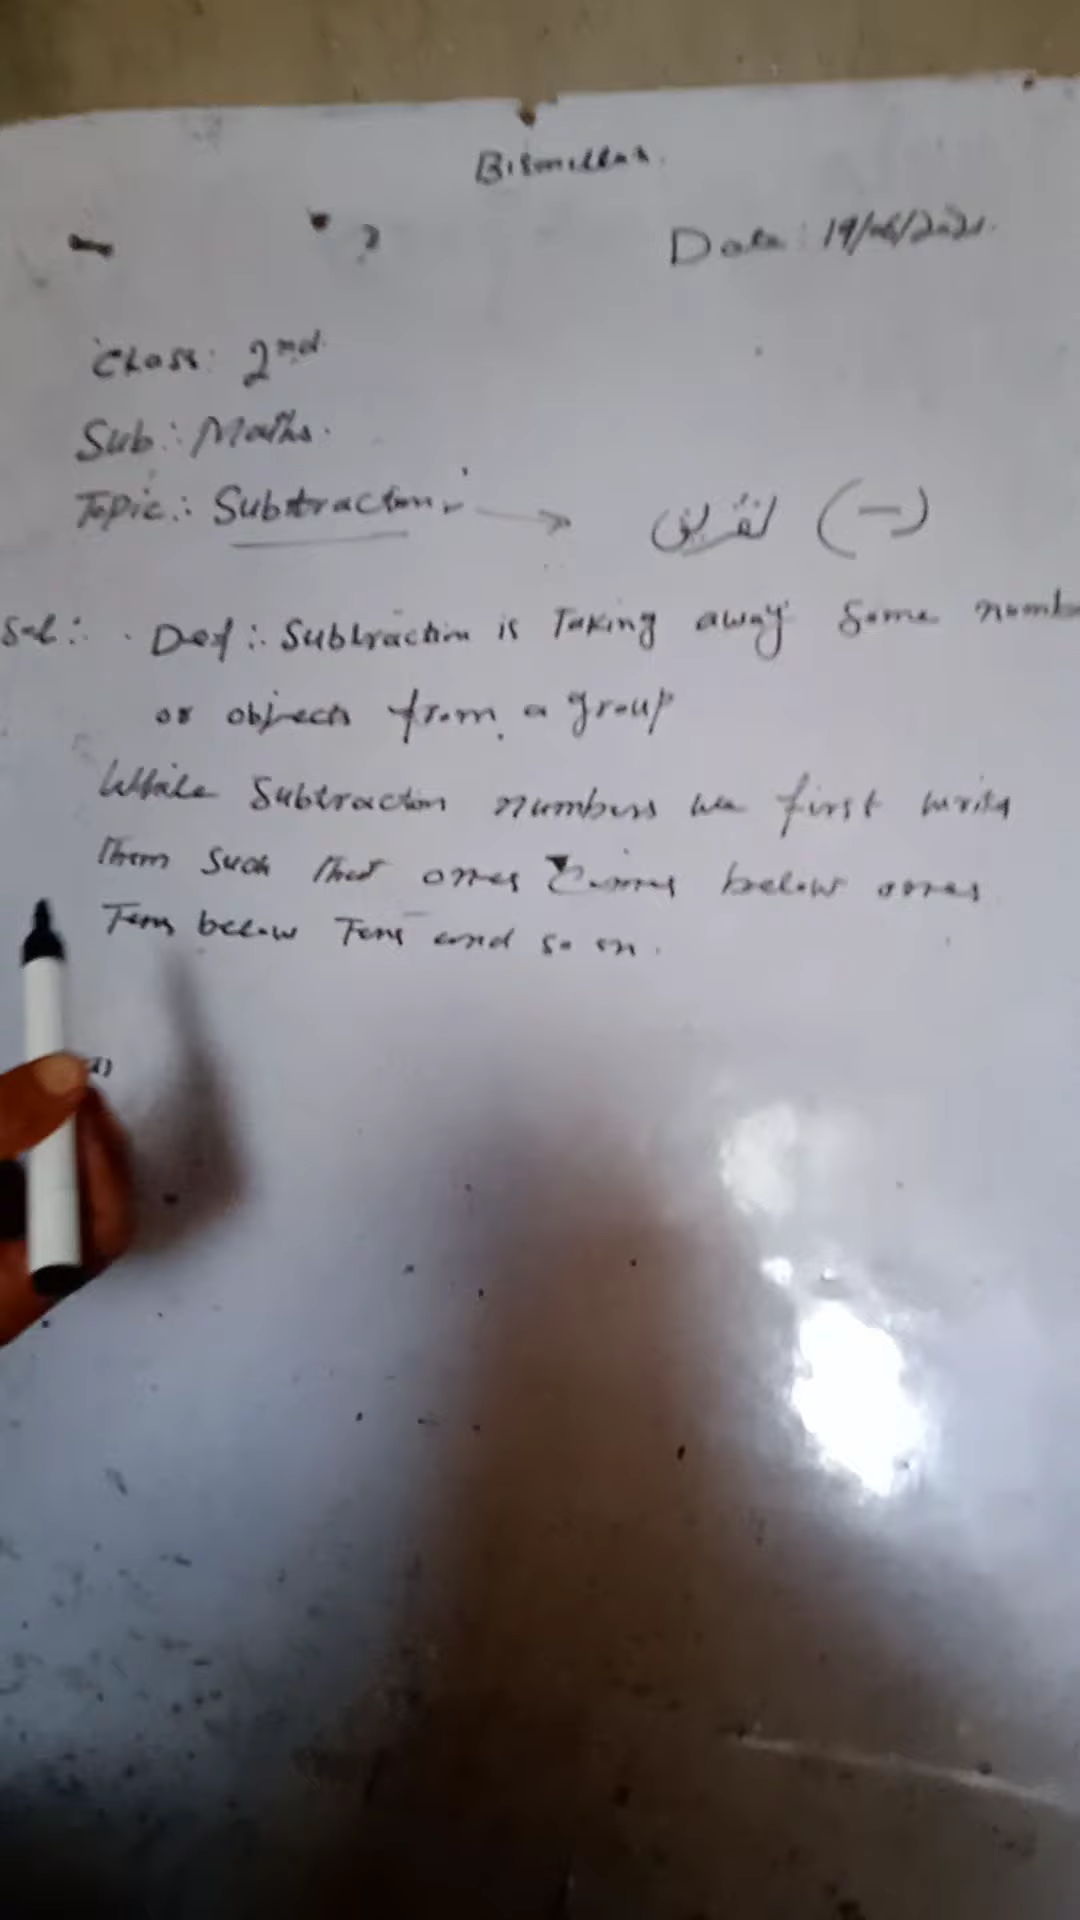 Bismillah.
Date: 19/06/2021.
Class: 2nd
Sub: Maths.
Topic: Subtraction (-) تفریق
Sol: Def: Subtraction is Taking away Some numbe
or objects from a group
While Subtraction numbers we first write
them Such that ones Comes below ones
Tens below Tens and so on.